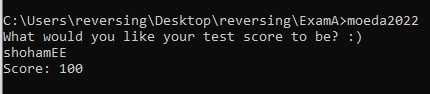 C:\Users\reversing\Desktop\reversing\ExamA>moeda2022
What would you like your test score to be? :)
shohamEE
Score: 100